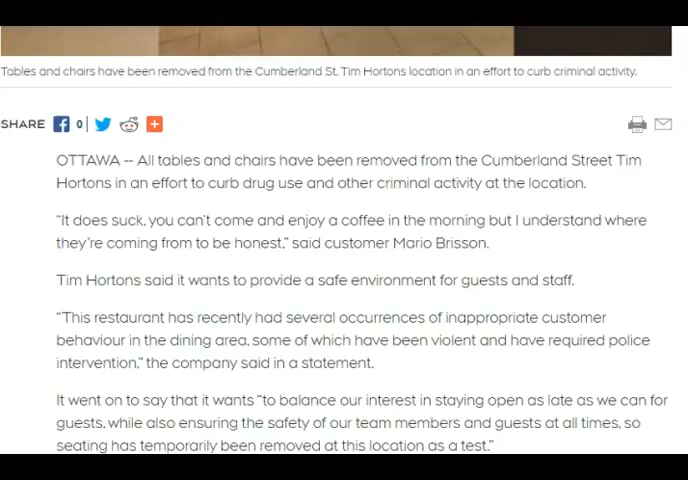 Tables and chairs have been removed from the Cumberland St. Tim Hortons location in an effort to curb criminal activity.
SHARE 0
OTTAWA -- All tables and chairs have been removed from the Cumberland Street Tim
Hortons in an effort to curb drug use and other criminal activity at the location.
"It does suck, you can't come and enjoy a coffee in the morning but I understand where
they're coming from to be honest," said customer Mario Brisson.
Tim Hortons said it wants to provide a safe environment for guests and staff.
"This restaurant has recently had several occurrences of inappropriate customer
behaviour in the dining area, some of which have been violent and have required police
intervention," the company said in a statement.
It went on to say that it wants "to balance our interest in staying open as late as we can for
guests, while also ensuring the safety of our team members and guests at all times, so
seating has temporarily been removed at this location as a test."